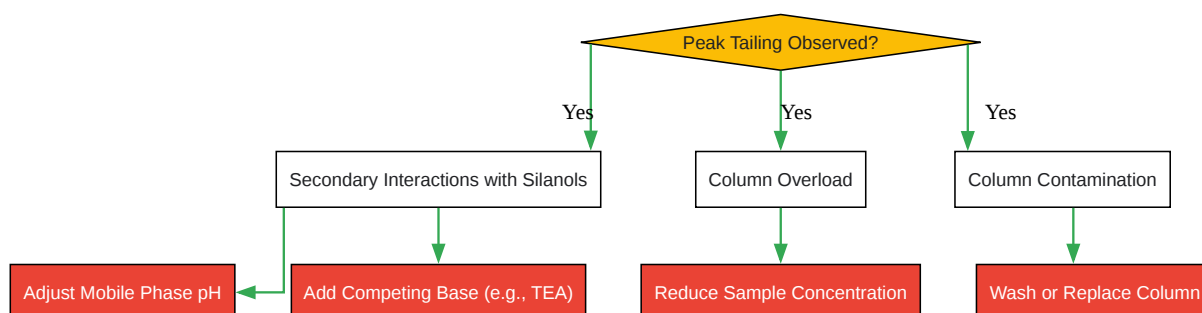 Peak Tailing Observed?
Yes
Yes
Yes
Secondary Interactions with Silanols
Column Overload
Column Contamination
Adjust Mobile Phase pH
Add Competing Base (e.g., TEA)
Reduce Sample Concentration
Wash or Replace Column